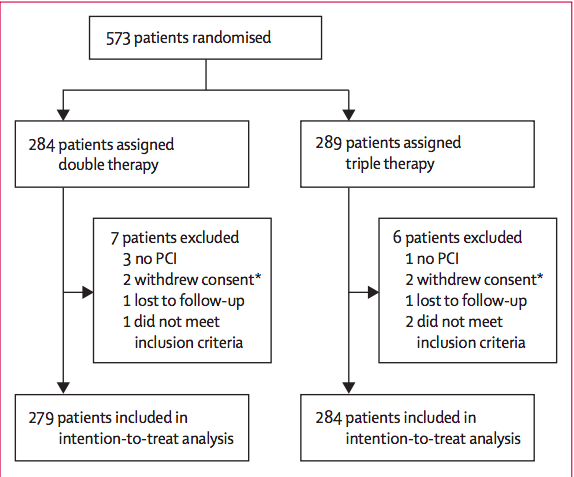 573 patients randomised
284 patients assigned
double therapy
289 patients assigned
triple therapy
7 patients excluded
3 no PCI
2 withdrew consent*
1 lost to follow-up
1 did not meet
inclusion criteria
6 patients excluded
1 no PCI
2 withdrew consent*
1 lost to follow-up
2 did not meet
inclusion criteria
279 patients included in
intention-to-treat analysis
284 patients included in
intention-to-treat analysis